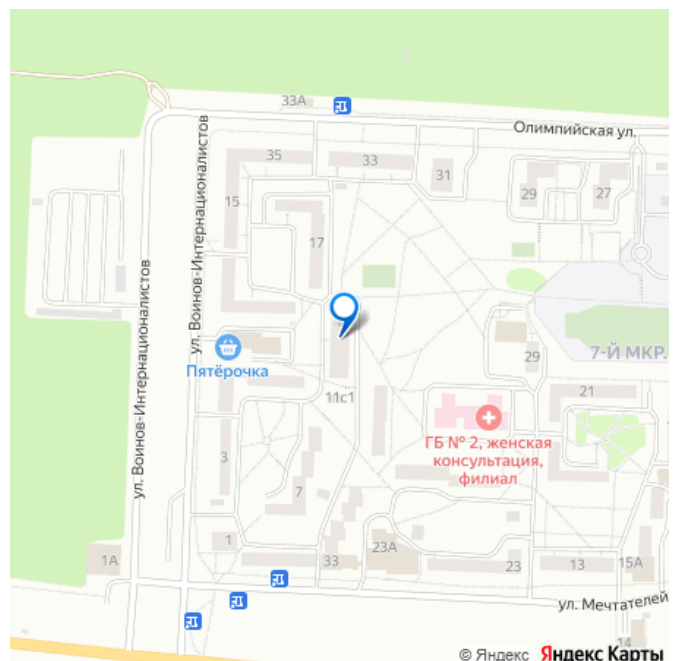 33А
Олимпийская ул.
35
33
31
29
27
15
17
ул. Воинов-Интернационалистов
ул. Воинов-Интернационалистов
Пятёрочка
29
7-Й МКР.
11с1
21
ГБ № 2, женская
консультация,
филиал
3
7
1
33
23А
23
13
15А
1А
ул. Мечтателей
14
© Яндекс Яндекс Карты